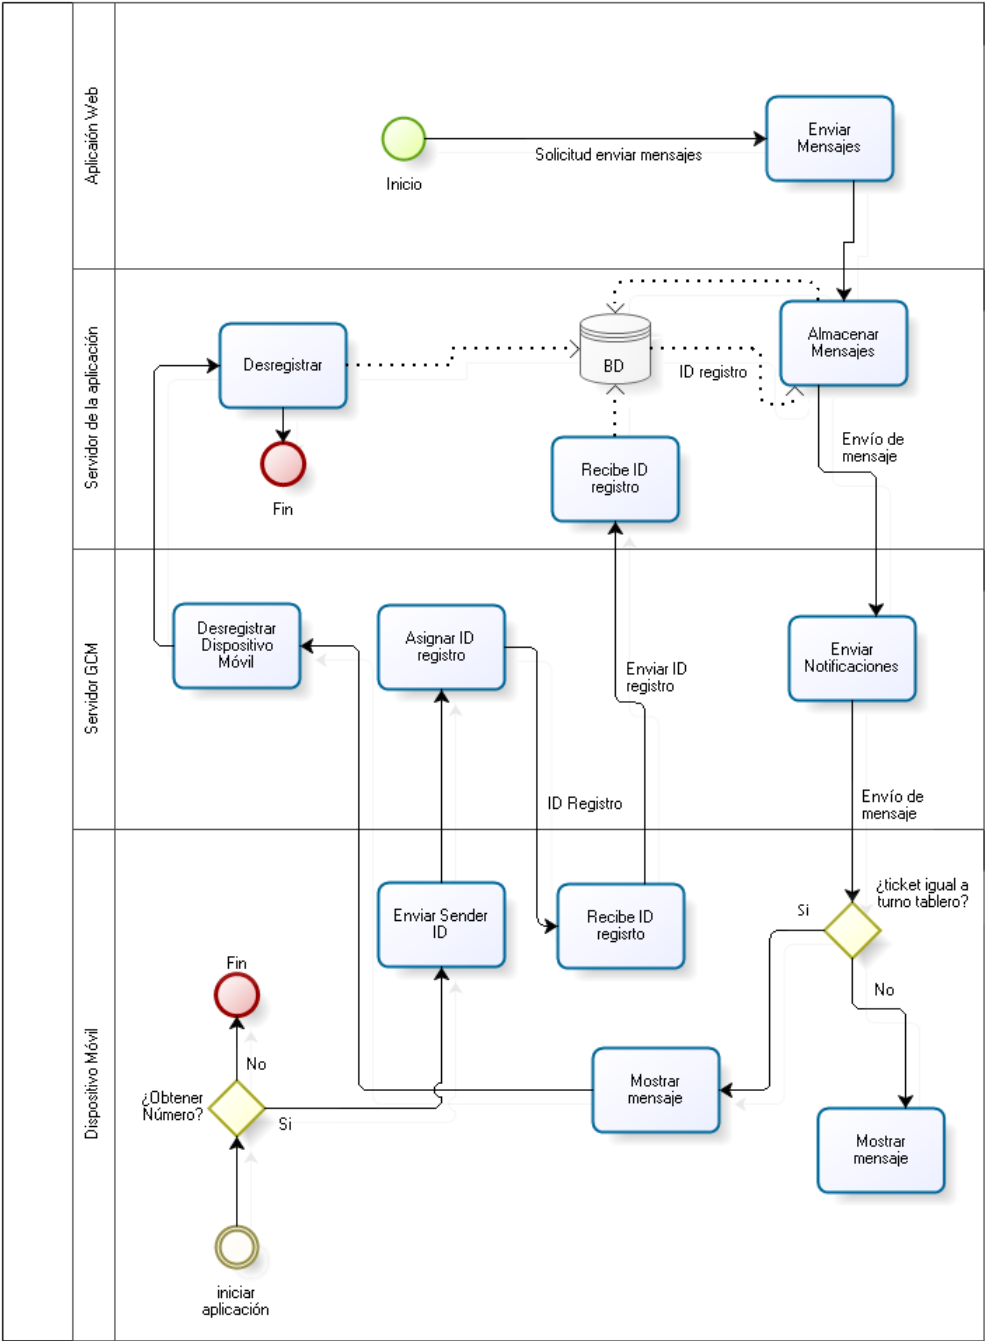 Aplicaión Web
Inicio
Solicitud enviar mensajes
Enviar
Mensajes
Servidor de la aplicación
Desregistrar
Fin
BD
ID registro
Almacenar
Mensajes
Recibe ID
registro
Envío de
mensaje
Servidor GCM
Desregistrar
Dispositivo
Móvil
Asignar ID
registro
Enviar ID
registro
Enviar
Notificaciones
ID Registro
Envío de
mensaje
Dispositivo Móvil
Enviar Sender
ID
Recibe ID
regisrto
¿ticket igual a
turno tablero?
Si
No
Fin
No
¿Obtener
Número?
Si
Mostrar
mensaje
Mostrar
mensaje
iniciar
aplicación